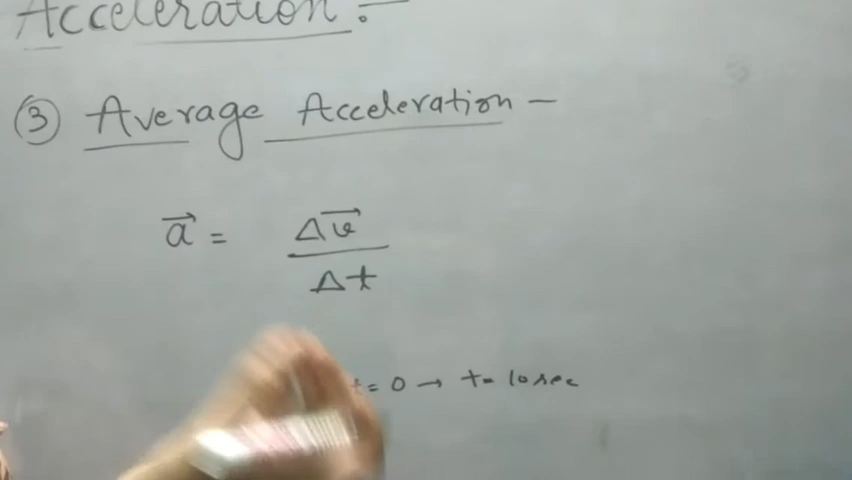 Acceleration :-
③ Average Acceleration -
a⃗ = Δv⃗ / Δt
t = 0 → t = 10 sec